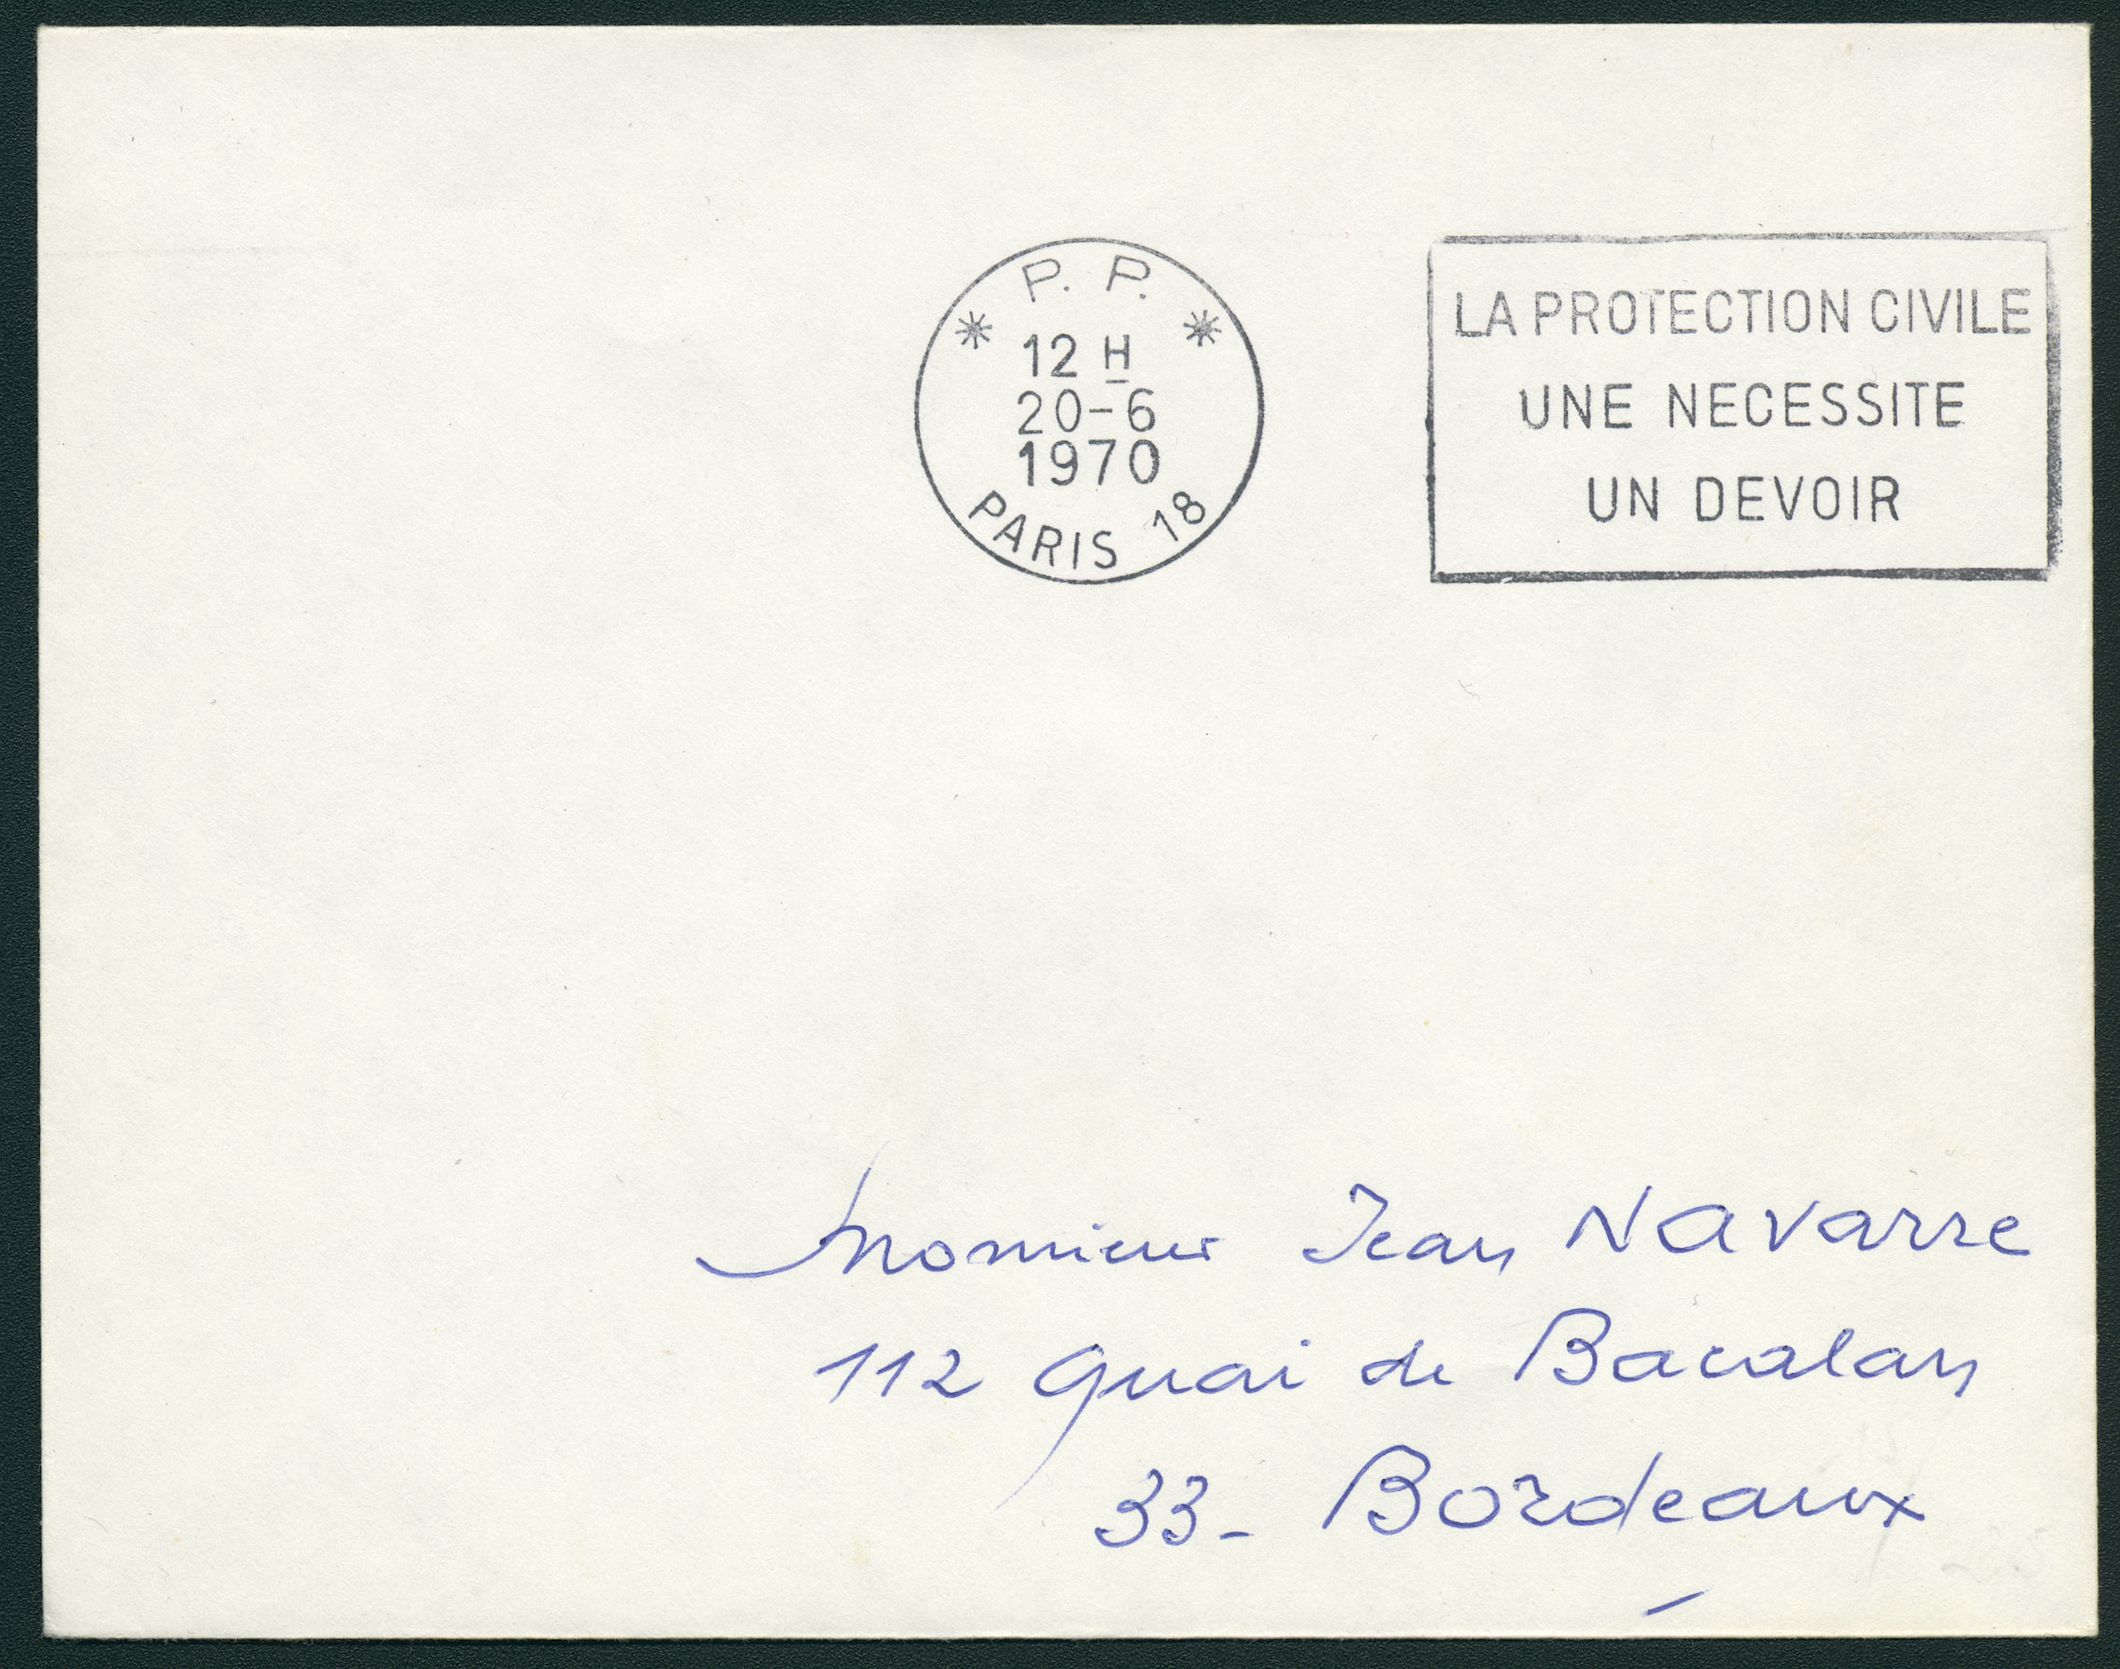 * P. P. *
12 H
20-6
1970
PARIS 18
LA PROTECTION CIVILE
UNE NECESSITE
UN DEVOIR
Monsieur Jean Navarre
112 Quai de Bacalan
33- Bordeaux